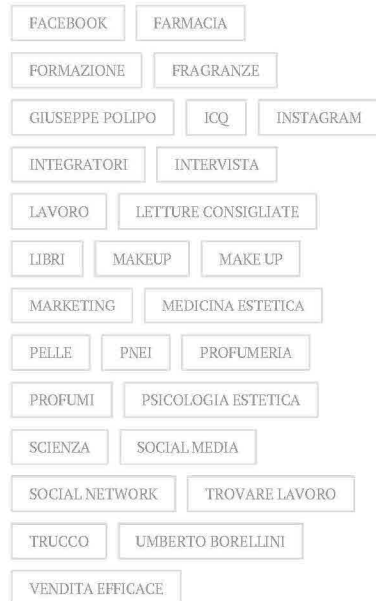 FACEBOOK FARMACIA
FORMAZIONE FRAGRANZE
GIUSEPPE POLIPO ICQ INSTAGRAM
INTEGRATORI INTERVISTA
LAVORO LETTURE CONSIGLIATE
LIBRI MAKEUP MAKE UP
MARKETING MEDICINA ESTETICA
PELLE PNEI PROFUMERIA
PROFUMI PSICOLOGIA ESTETICA
SCIENZA SOCIAL MEDIA
SOCIAL NETWORK TROVARE LAVORO
TRUCCO UMBERTO BORELLINI
VENDITA EFFICACE